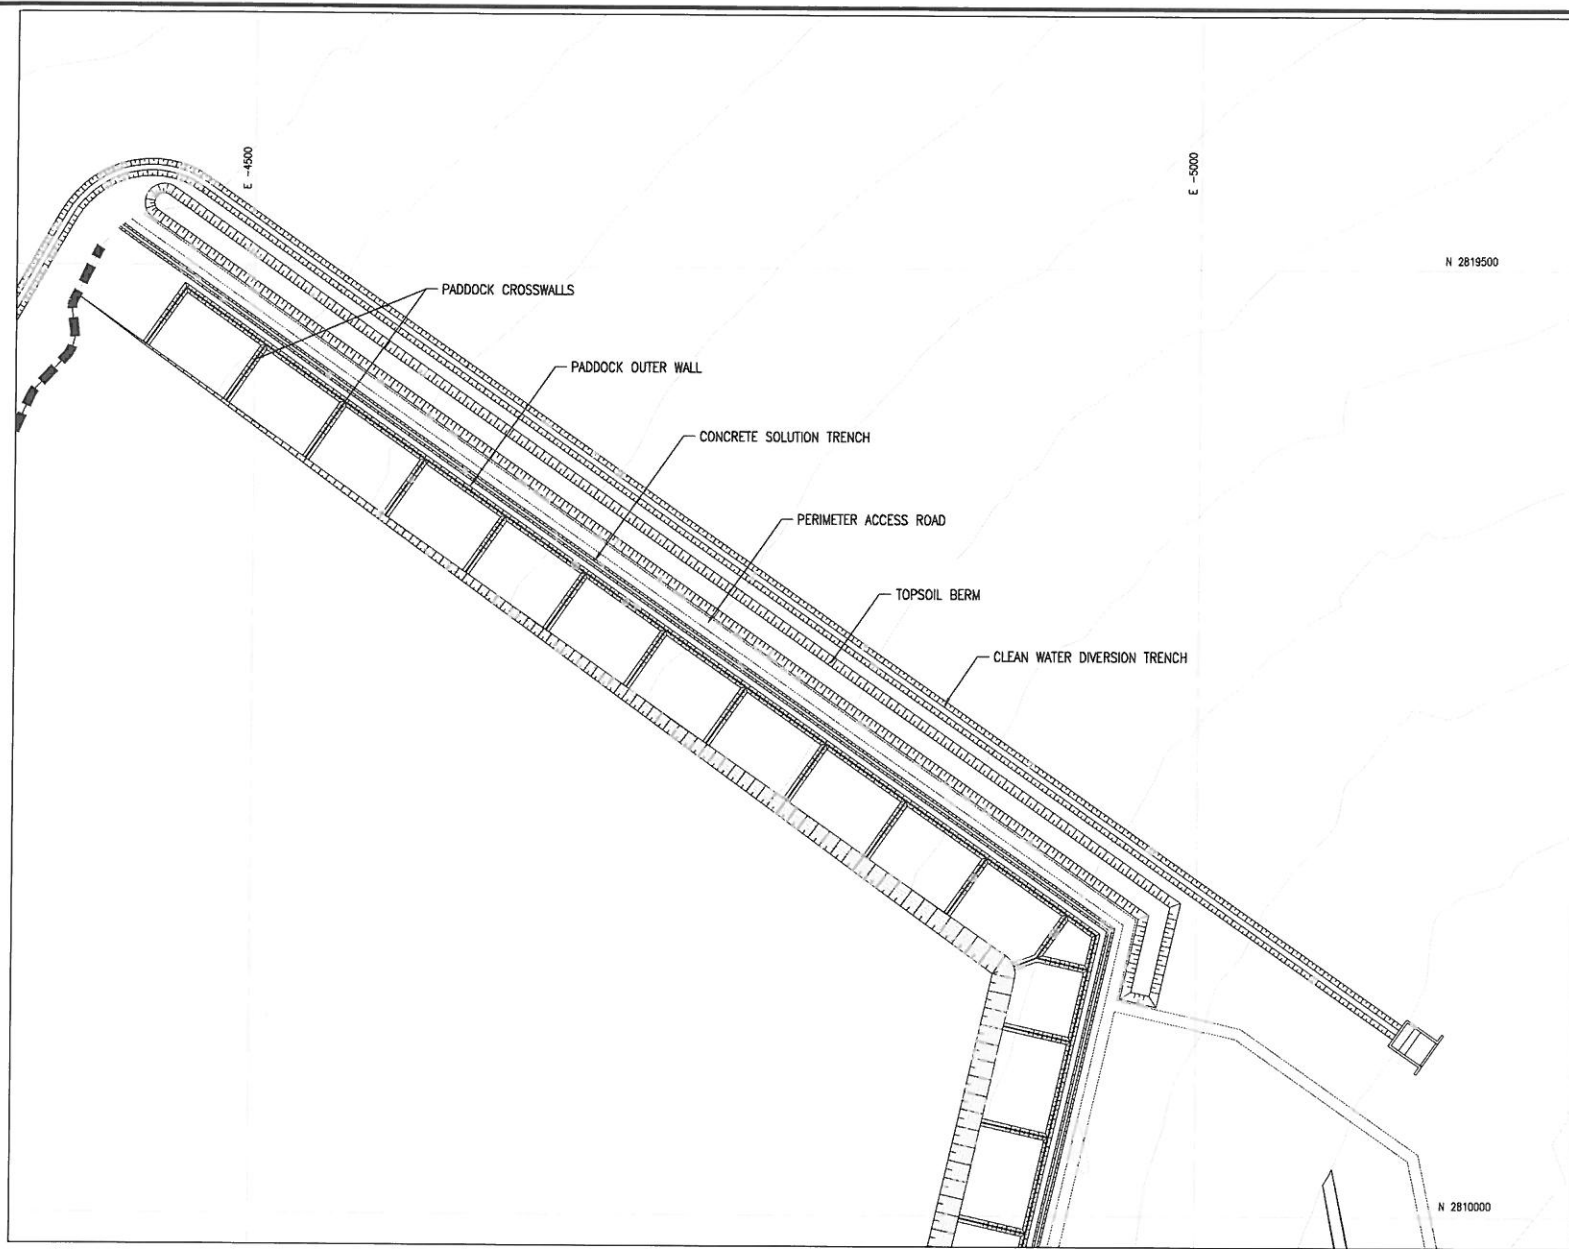 E -4500
E -5000
N 2819500
PADDOCK CROSSWALLS
PADDOCK OUTER WALL
CONCRETE SOLUTION TRENCH
PERIMETER ACCESS ROAD
TOPSOIL BERM
CLEAN WATER DIVERSION TRENCH
N 2810000